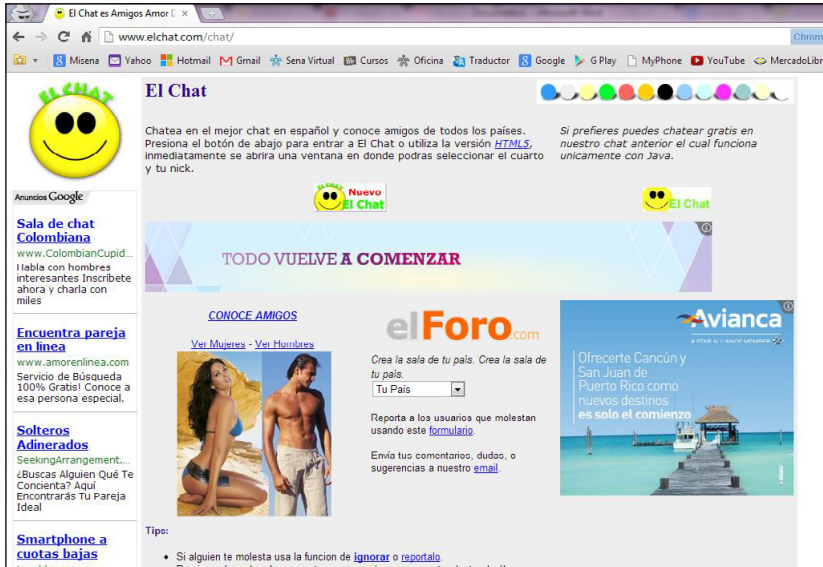 El Chat es Amigos Amor D
www.elchat.com/chat/
Misena Yahoo Hotmail Gmail Sena Virtual Cursos Oficina Traductor Google G Play MyPhone YouTube MercadoLibr
EL CHAT
El Chat
Chatea en el mejor chat en español y conoce amigos de todos los países.
Presiona el botón de abajo para entrar a El Chat o utiliza la versión HTML5,
inmediatamente se abrira una ventana en donde podras seleccionar el cuarto
y tu nick.
Si prefieres puedes chatear gratis en
nuestro chat anterior el cual funciona
unicamente con Java.
EL CHAT Nuevo
El Chat
El Chat
Anuncios Google
Sala de chat
Colombiana
www.ColombianCupid...
Habla con hombres
interesantes Inscríbete
ahora y charla con
miles
Encuentra pareja
en linea
www.amorenlinea.com
Servicio de Búsqueda
100% Gratis! Conoce a
esa persona especial.
Solteros
Adinerados
SeekingArrangement....
¿Buscas Alguien Qué Te
Concienta? Aquí
Encontrarás Tu Pareja
Ideal
Smartphone a
cuotas bajas
TODO VUELVE A COMENZAR
CONOCE AMIGOS
Ver Mujeres - Ver Hombres
elForo.com
Crea la sala de tu pais. Crea la sala de
tu pais.
Tu País
Reporta a los usuarios que molestan
usando este formulario.
Envía tus comentarios, dudas, o
sugerencias a nuestro email.
Avianca
A STAR ALLIANCE MEMBER
Ofrecerte Cancún y
San Juan de
Puerto Rico como
nuevos destinos
es solo el comienzo
Tips:
Si alguien te molesta usa la funcion de ignorar o reportalo.